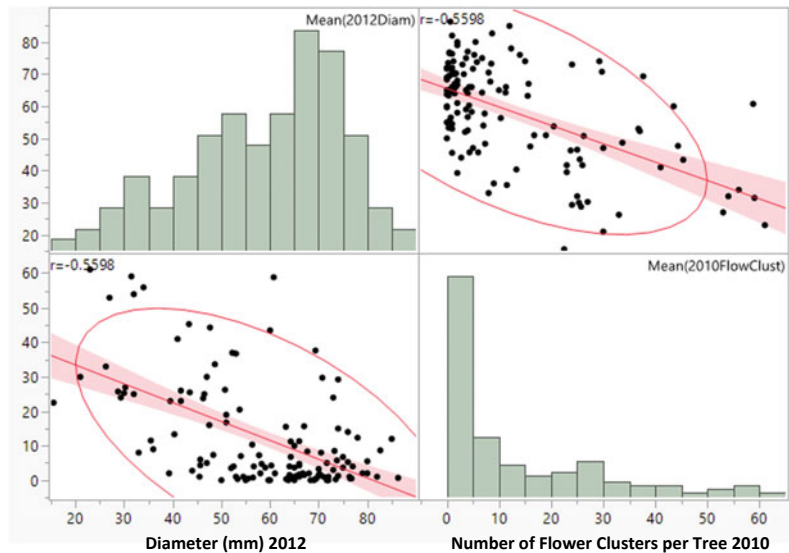 Mean(2012Diam)
r=-0.5598
80
70
60
50
40
30
20
r=-0.5598
Mean(2010FlowClust)
60
50
40
30
20
10
0
20 30 40 50 60 70 80
0 10 20 30 40 50 60
Diameter (mm) 2012
Number of Flower Clusters per Tree 2010